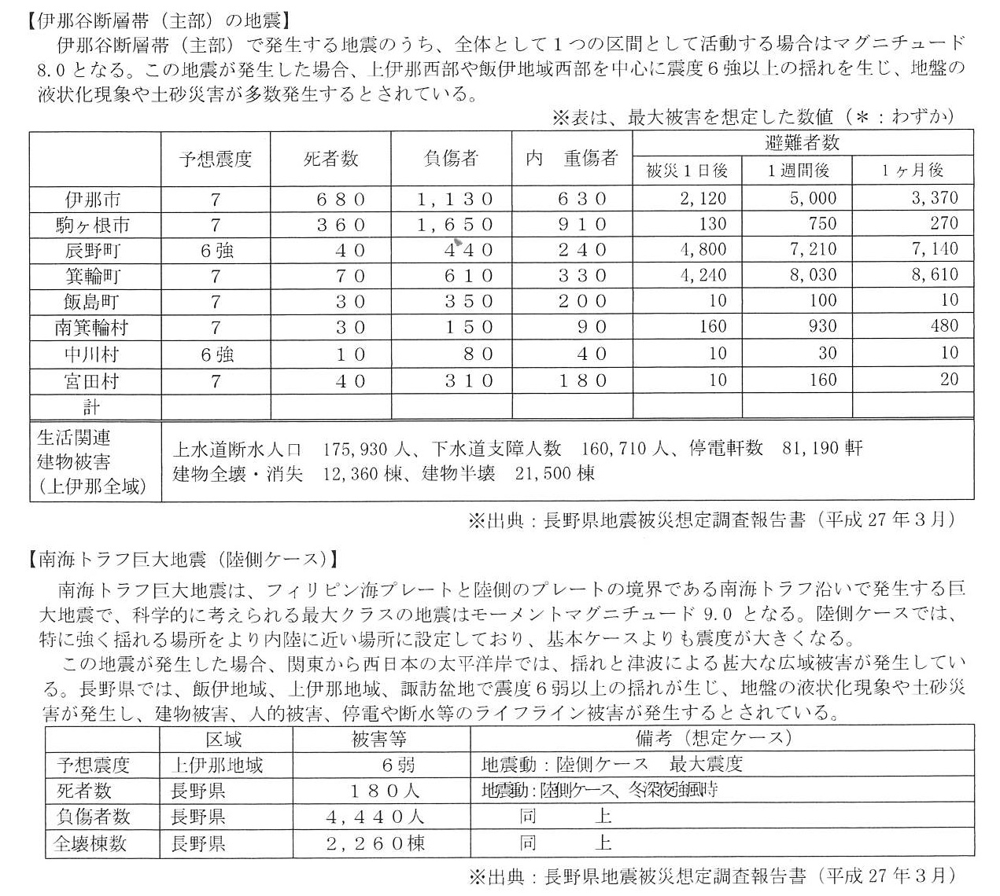 【伊那谷断層帯（主部）の地震】
伊那谷断層帯（主部）で発生する地震のうち、全体として１つの区間として活動する場合はマグニチュード
8.0となる。この地震が発生した場合、上伊那西部や飯伊地域西部を中心に震度６強以上の揺れを生じ、地盤の
液状化現象や土砂災害が多数発生するとされている。
※表は、最大被害を想定した数値（＊：わずか）
予想震度 死者数 負傷者 内　重傷者 避難者数
被災１日後 １週間後 １ヶ月後
伊那市 ７ ６８０ １,１３０ ６３０ 2,120 5,000 3,370
駒ヶ根市 ７ ３６０ １,６５０ ９１０ 130 750 270
辰野町 ６強 ４０ ４４０ ２４０ 4,800 7,210 7,140
箕輪町 ７ ７０ ６１０ ３３０ 4,240 8,030 8,610
飯島町 ７ ３０ ３５０ ２００ 10 100 10
南箕輪村 ７ ３０ １５０ ９０ 160 930 480
中川村 ６強 １０ ８０ ４０ 10 30 10
宮田村 ７ ４０ ３１０ １８０ 10 160 20
計
生活関連
建物被害
（上伊那全域）
上水道断水人口　175,930人、下水道支障人数　160,710人、停電軒数　81,190軒
建物全壊・消失　12,360棟、建物半壊　21,500棟
※出典：長野県地震被災想定調査報告書（平成27年３月）
【南海トラフ巨大地震（陸側ケース）】
南海トラフ巨大地震は、フィリピン海プレートと陸側のプレートの境界である南海トラフ沿いで発生する巨
大地震で、科学的に考えられる最大クラスの地震はモーメントマグニチュード9.0となる。陸側ケースでは、
特に強く揺れる場所をより内陸に近い場所に設定しており、基本ケースよりも震度が大きくなる。
この地震が発生した場合、関東から西日本の太平洋岸では、揺れと津波による甚大な広域被害が発生してい
る。長野県では、飯伊地域、上伊那地域、諏訪盆地で震度６弱以上の揺れが生じ、地盤の液状化現象や土砂災
害が発生し、建物被害、人的被害、停電や断水等のライフライン被害が発生するとされている。
区域 被害等 備考（想定ケース）
予想震度 上伊那地域 ６弱 地震動：陸側ケース　最大震度
死者数 長野県 １８０人 地震動：陸側ケース、冬深夜強風時
負傷者数 長野県 ４,４４０人 同　　　上
全壊棟数 長野県 ２,２６０棟 同　　　上
※出典：長野県地震被災想定調査報告書（平成27年３月）